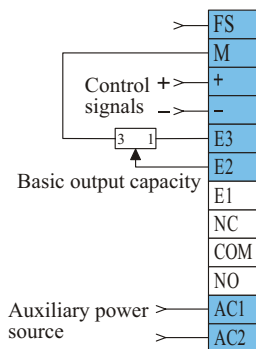 FS
M
Control + +
signals - -
3 1 E3
E2
Basic output capacity
E1
NC
COM
NO
Auxiliary power AC1
source
AC2